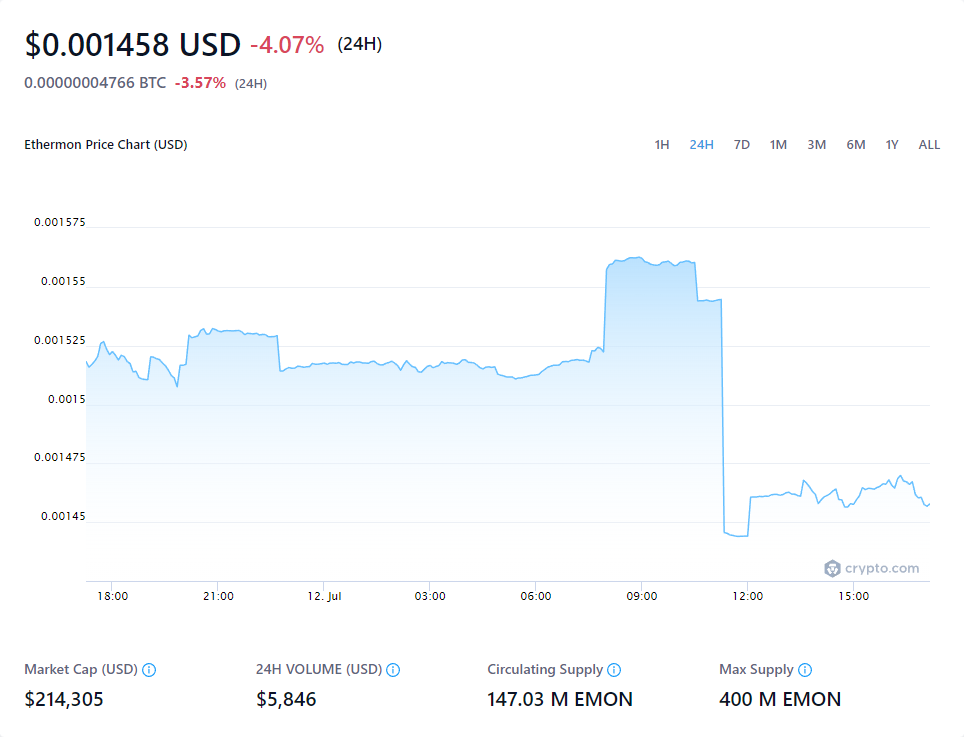 $0.001458 USD -4.07% (24H)
0.00000004766 BTC -3.57% (24H)
Ethermon Price Chart (USD) 1H 24H 7D 1M 3M 6M 1Y ALL
0.001575
0.00155
0.001525
0.0015
0.001475
0.00145
crypto.com
18:00 21:00 12. Jul 03:00 06:00 09:00 12:00 15:00
Market Cap (USD) 24H VOLUME (USD) Circulating Supply Max Supply
$214,305 $5,846 147.03 M EMON 400 M EMON